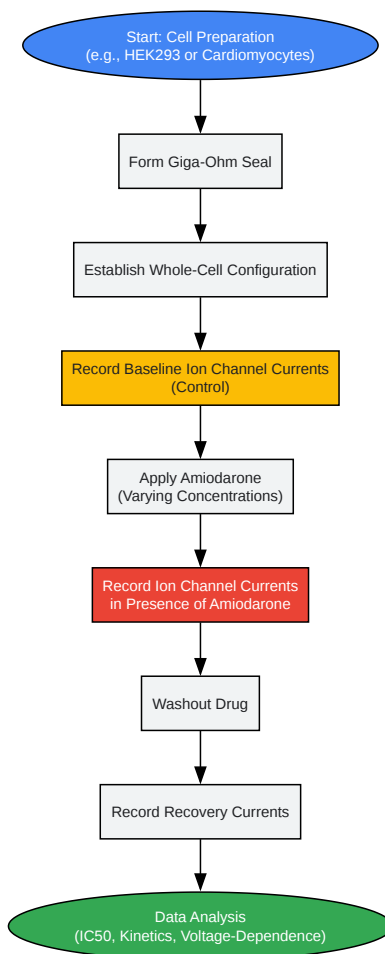 Start: Cell Preparation
(e.g., HEK293 or Cardiomyocytes)
Form Giga-Ohm Seal
Establish Whole-Cell Configuration
Record Baseline Ion Channel Currents
(Control)
Apply Amiodarone
(Varying Concentrations)
Record Ion Channel Currents
in Presence of Amiodarone
Washout Drug
Record Recovery Currents
Data Analysis
(IC50, Kinetics, Voltage-Dependence)